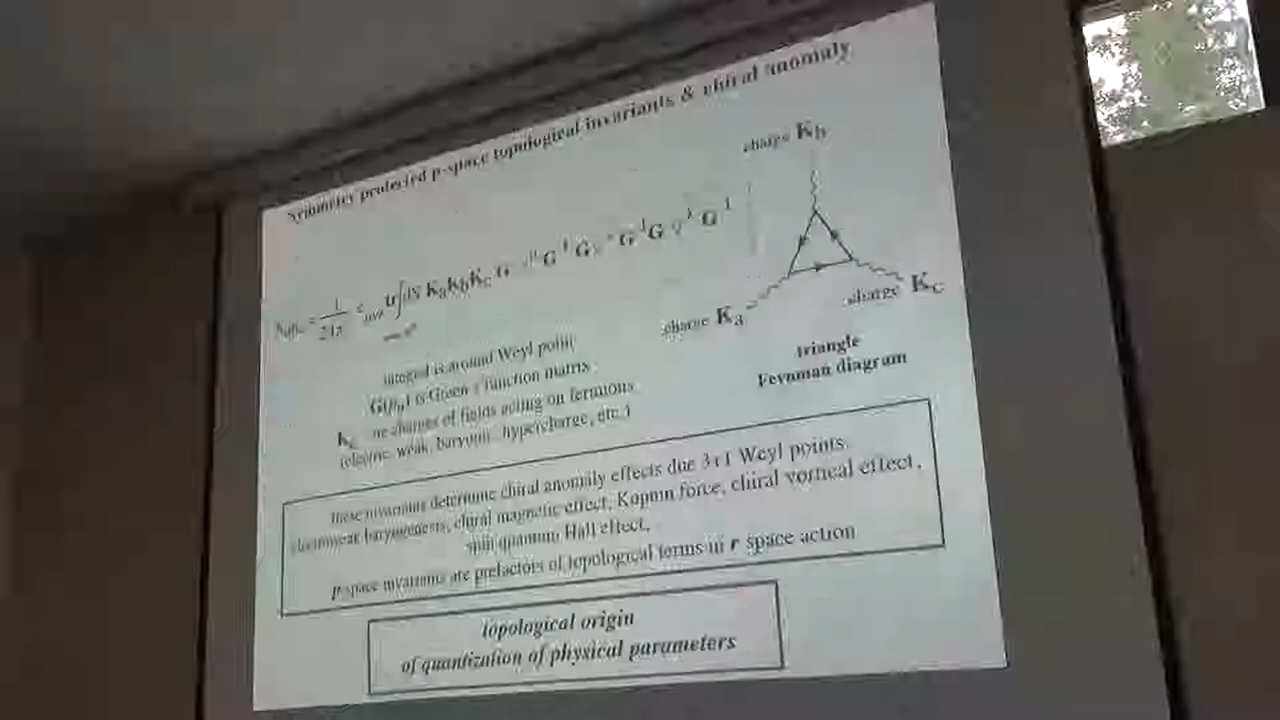 Symmetry protected p-space topological invariants & chiral anomaly
charge K_b
charge K_a
charge K_c
triangle
Feynman diagram
integral is around Weyl point
is Green's function matrix
are charges of fields acting on fermions
(electric, weak, baryonic, hypercharge, etc.)
these invariants determine chiral anomaly effects due 3+1 Weyl points:
electroweak baryogenesis, chiral magnetic effect, Kopnin force, chiral vortical effect,
spin quantum Hall effect,
p-space invariants are prefactors of topological terms in r space action
topological origin
of quantization of physical parameters